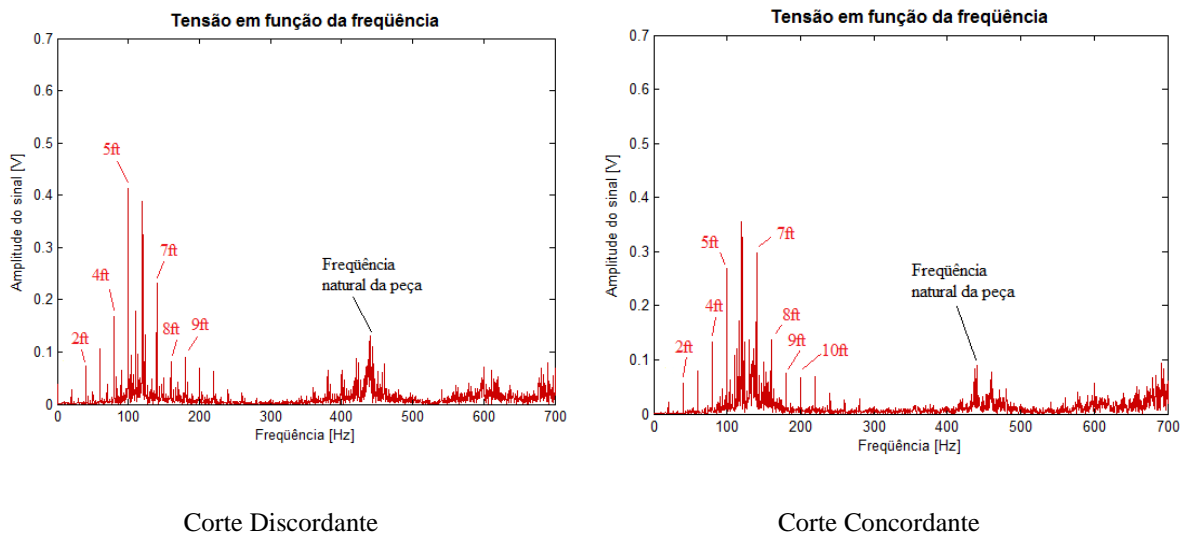 Tensão em função da freqüência
0.7
0.6
0.5
0.4
0.3
0.2
0.1
0
Amplitude do sinal [V]
5ft
7ft
4ft
2ft
8ft
9ft
Freqüência
natural da peça
0 100 200 300 400 500 600 700
Freqüência [Hz]
Corte Discordante
Tensão em função da freqüência
0.7
0.6
0.5
0.4
0.3
0.2
0.1
0
Amplitude do sinal [V]
5ft
7ft
4ft
8ft
2ft
9ft
10ft
Freqüência
natural da peça
0 100 200 300 400 500 600 700
Freqüência [Hz]
Corte Concordante